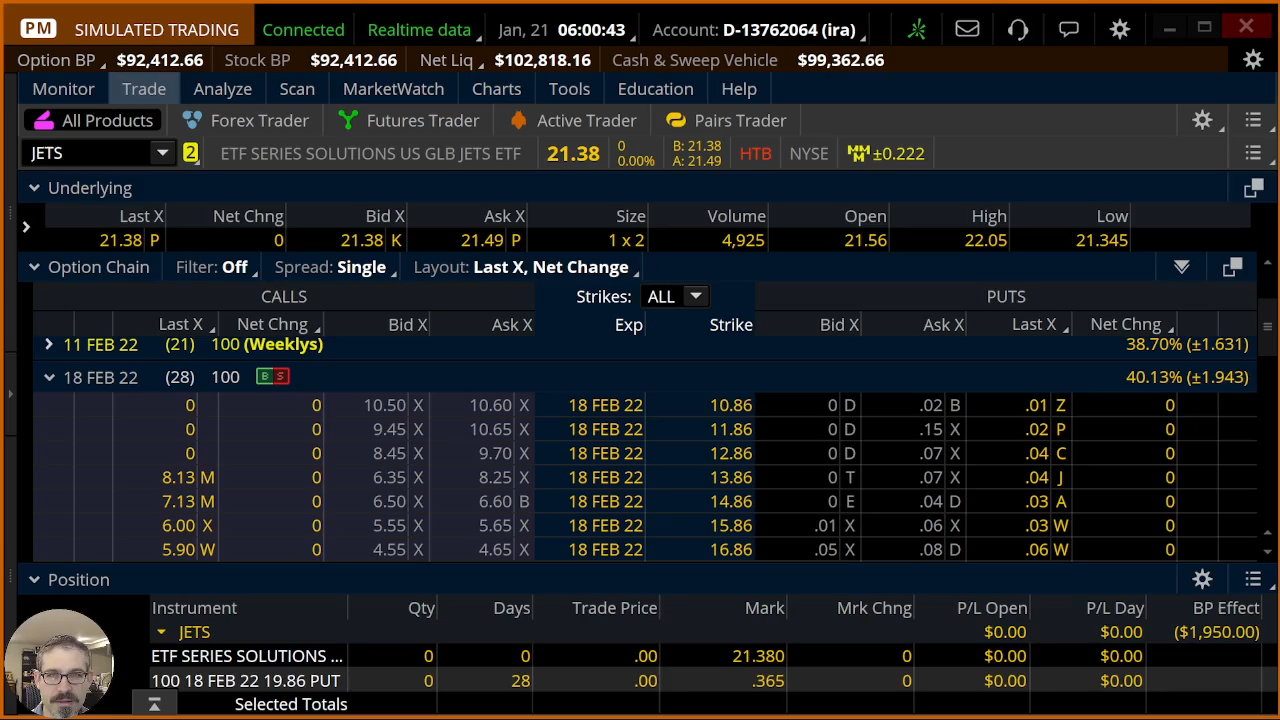 PM SIMULATED TRADING Connected Realtime data Jan, 21 06:00:43 Account: D-13762064 (ira)
Option BP $92,412.66 Stock BP $92,412.66 Net Liq $102,818.16 Cash & Sweep Vehicle $99,362.66
Monitor Trade Analyze Scan MarketWatch Charts Tools Education Help
All Products Forex Trader Futures Trader Active Trader Pairs Trader
JETS 2 ETF SERIES SOLUTIONS US GLB JETS ETF 21.38 0 0.00% B: 21.38 A: 21.49 HTB NYSE MMM ±0.222
Underlying
Last X Net Chng Bid X Ask X Size Volume Open High Low
21.38 P 0 21.38 K 21.49 P 1 x 2 4,925 21.56 22.05 21.345
Option Chain Filter: Off Spread: Single Layout: Last X, Net Change
CALLS Strikes: ALL PUTS
Last X Net Chng Bid X Ask X Exp Strike Bid X Ask X Last X Net Chng
11 FEB 22 (21) 100 (Weeklys) 38.70% (±1.631)
18 FEB 22 (28) 100 B S 40.13% (±1.943)
0 0 10.50 X 10.60 X 18 FEB 22 10.86 0 D .02 B .01 Z 0
0 0 9.45 X 10.65 X 18 FEB 22 11.86 0 D .15 X .02 P 0
0 0 8.45 X 9.70 X 18 FEB 22 12.86 0 D .07 X .04 C 0
8.13 M 0 6.35 X 8.25 X 18 FEB 22 13.86 0 T .07 X .04 J 0
7.13 M 0 6.50 X 6.60 B 18 FEB 22 14.86 0 E .04 D .03 A 0
6.00 X 0 5.55 X 5.65 X 18 FEB 22 15.86 .01 X .06 X .03 W 0
5.90 W 0 4.55 X 4.65 X 18 FEB 22 16.86 .05 X .08 D .06 W 0
Position
Instrument Qty Days Trade Price Mark Mrk Chng P/L Open P/L Day BP Effect
JETS $0.00 $0.00 ($1,950.00)
ETF SERIES SOLUTIONS ... 0 0 .00 21.380 0 $0.00 $0.00
100 18 FEB 22 19.86 PUT 0 28 .00 .365 0 $0.00 $0.00
Selected Totals